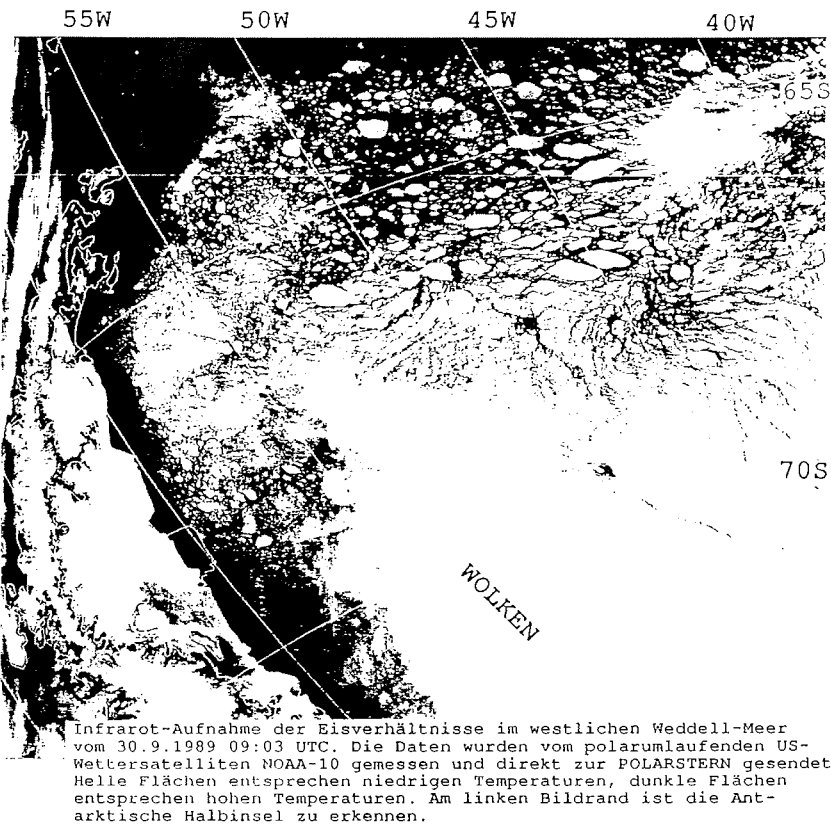 55W 50W 45W 40W
65S
70S
WOLKEN
Infrarot-Aufnahme der Eisverhältnisse im westlichen Weddell-Meer
vom 30.9.1989 09:03 UTC. Die Daten wurden vom polarumlaufenden US-
Wettersatelliten NOAA-10 gemessen und direkt zur POLARSTERN gesendet
Helle Flächen entsprechen niedrigen Temperaturen, dunkle Flächen
entsprechen hohen Temperaturen. Am linken Bildrand ist die Ant-
arktische Halbinsel zu erkennen.